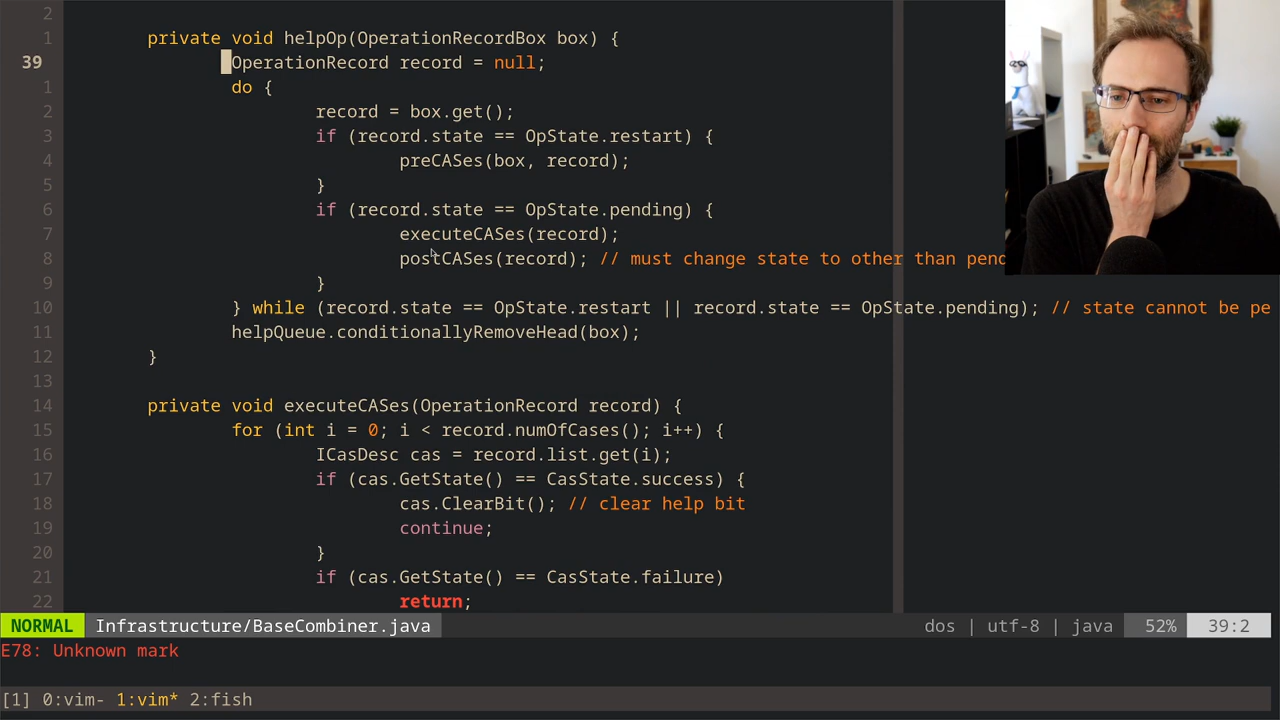 2
1 private void helpOp(OperationRecordBox box) {
39 OperationRecord record = null;
1 do {
2 record = box.get();
3 if (record.state == OpState.restart) {
4 preCASes(box, record);
5 }
6 if (record.state == OpState.pending) {
7 executeCASes(record);
8 postCASes(record); // must change state to other than pend
9 }
10 } while (record.state == OpState.restart || record.state == OpState.pending); // state cannot be pe
11 helpQueue.conditionallyRemoveHead(box);
12 }
13
14 private void executeCASes(OperationRecord record) {
15 for (int i = 0; i < record.numOfCases(); i++) {
16 ICasDesc cas = record.list.get(i);
17 if (cas.GetState() == CasState.success) {
18 cas.ClearBit(); // clear help bit
19 continue;
20 }
21 if (cas.GetState() == CasState.failure)
22 return;
NORMAL Infrastructure/BaseCombiner.java dos | utf-8 | java 52% 39:2
E78: Unknown mark
[1] 0:vim- 1:vim* 2:fish